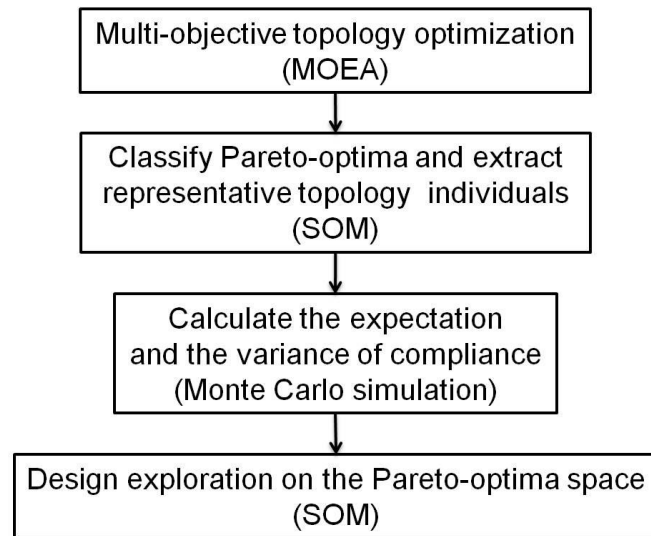 Multi-objective topology optimization
(MOEA)
Classify Pareto-optima and extract
representative topology individuals
(SOM)
Calculate the expectation
and the variance of compliance
(Monte Carlo simulation)
Design exploration on the Pareto-optima space
(SOM)